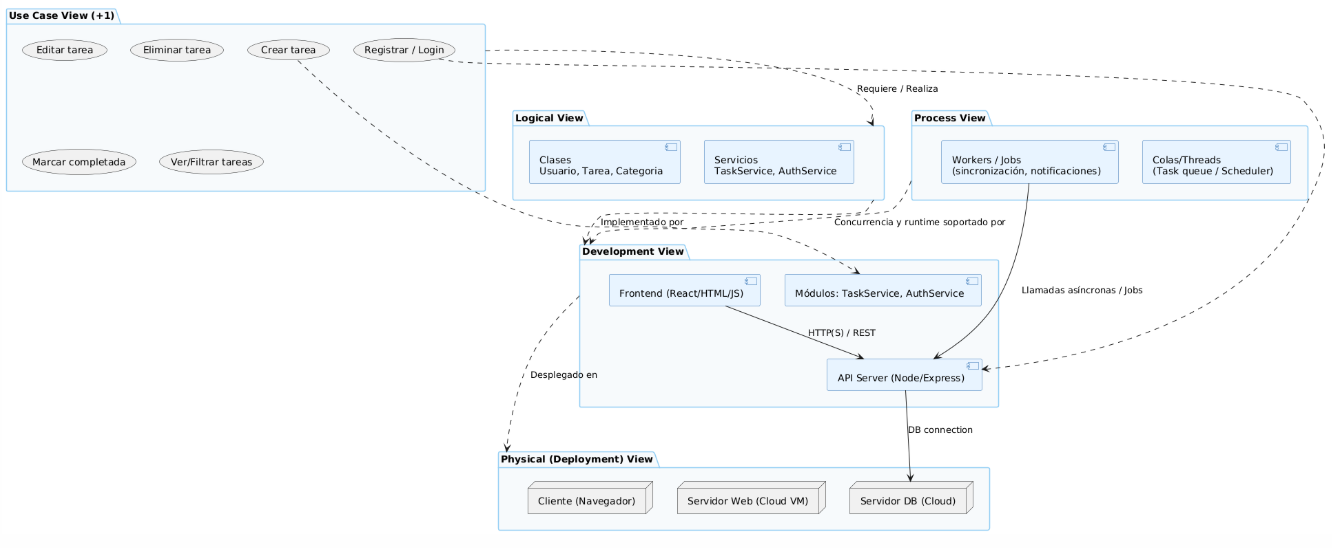 Use Case View (+1)
Editar tarea
Eliminar tarea
Crear tarea
Registrar / Login
Marcar completada
Ver/Filtrar tareas
Requiere / Realiza
Logical View
Clases
Usuario, Tarea, Categoria
Servicios
TaskService, AuthService
Process View
Workers / Jobs
(sincronización, notificaciones)
Colas/Threads
(Task queue / Scheduler)
Implementado por
Concurrencia y runtime soportado por
Development View
Frontend (React/HTML/JS)
Módulos: TaskService, AuthService
Llamadas asíncronas / Jobs
HTTP(S) / REST
API Server (Node/Express)
Desplegado en
DB connection
Physical (Deployment) View
Cliente (Navegador)
Servidor Web (Cloud VM)
Servidor DB (Cloud)